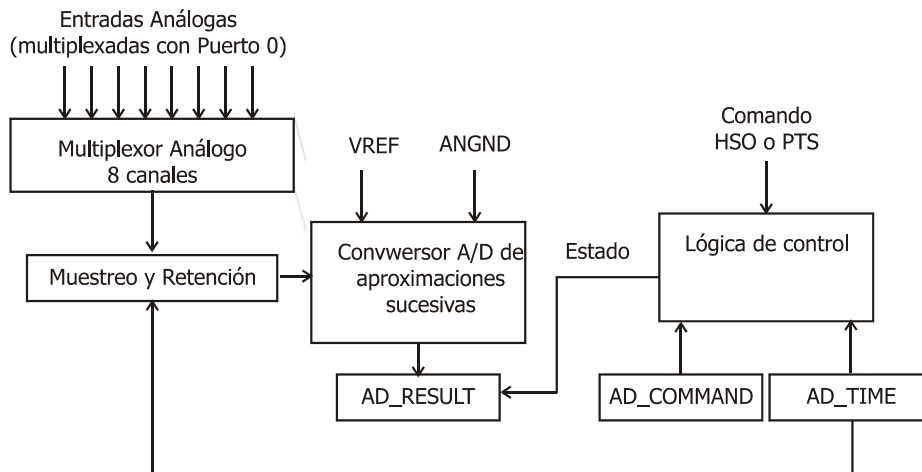 Entradas Análogas
(multiplexadas con Puerto 0)
Multiplexor Análogo
8 canales
Muestreo y Retención
VREF
ANGND
Convwersor A/D de
aproximaciones
sucesivas
AD_RESULT
Estado
Comando
HSO o PTS
Lógica de control
AD_COMMAND
AD_TIME